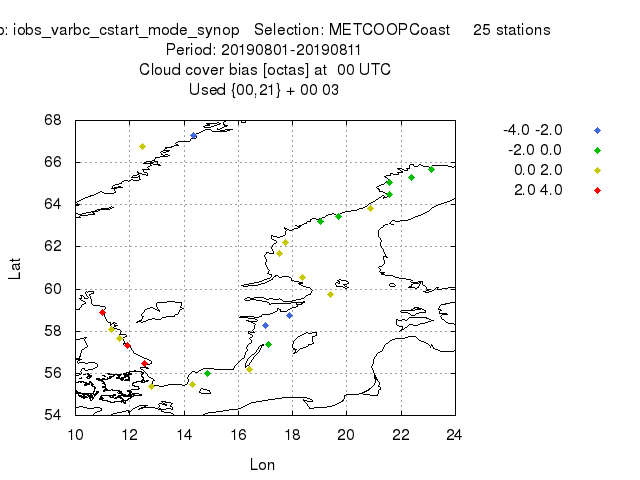 iobs_varbc_cstart_mode_synop Selection: METCOOPCoast 25 stations
Period: 20190801-20190811
Cloud cover bias [octas] at 00 UTC
Used {00,21} + 00 03
-4.0 -2.0
-2.0 0.0
0.0 2.0
2.0 4.0
68
66
64
62
60
58
56
54
Lat
10 12 14 16 18 20 22 24
Lon